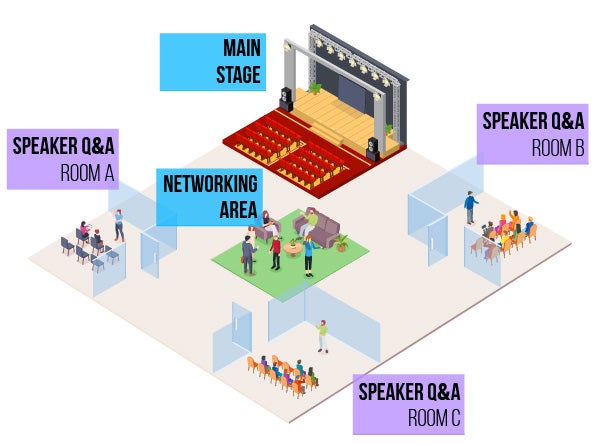 MAIN
STAGE
SPEAKER Q&A
ROOM A
SPEAKER Q&A
ROOM B
NETWORKING
AREA
SPEAKER Q&A
ROOM C